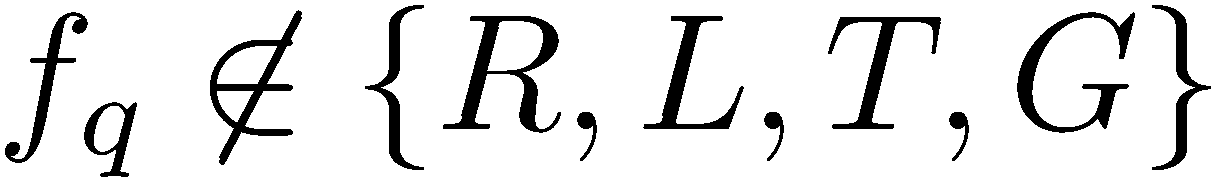 f_q ∉ {R, L, T, G}